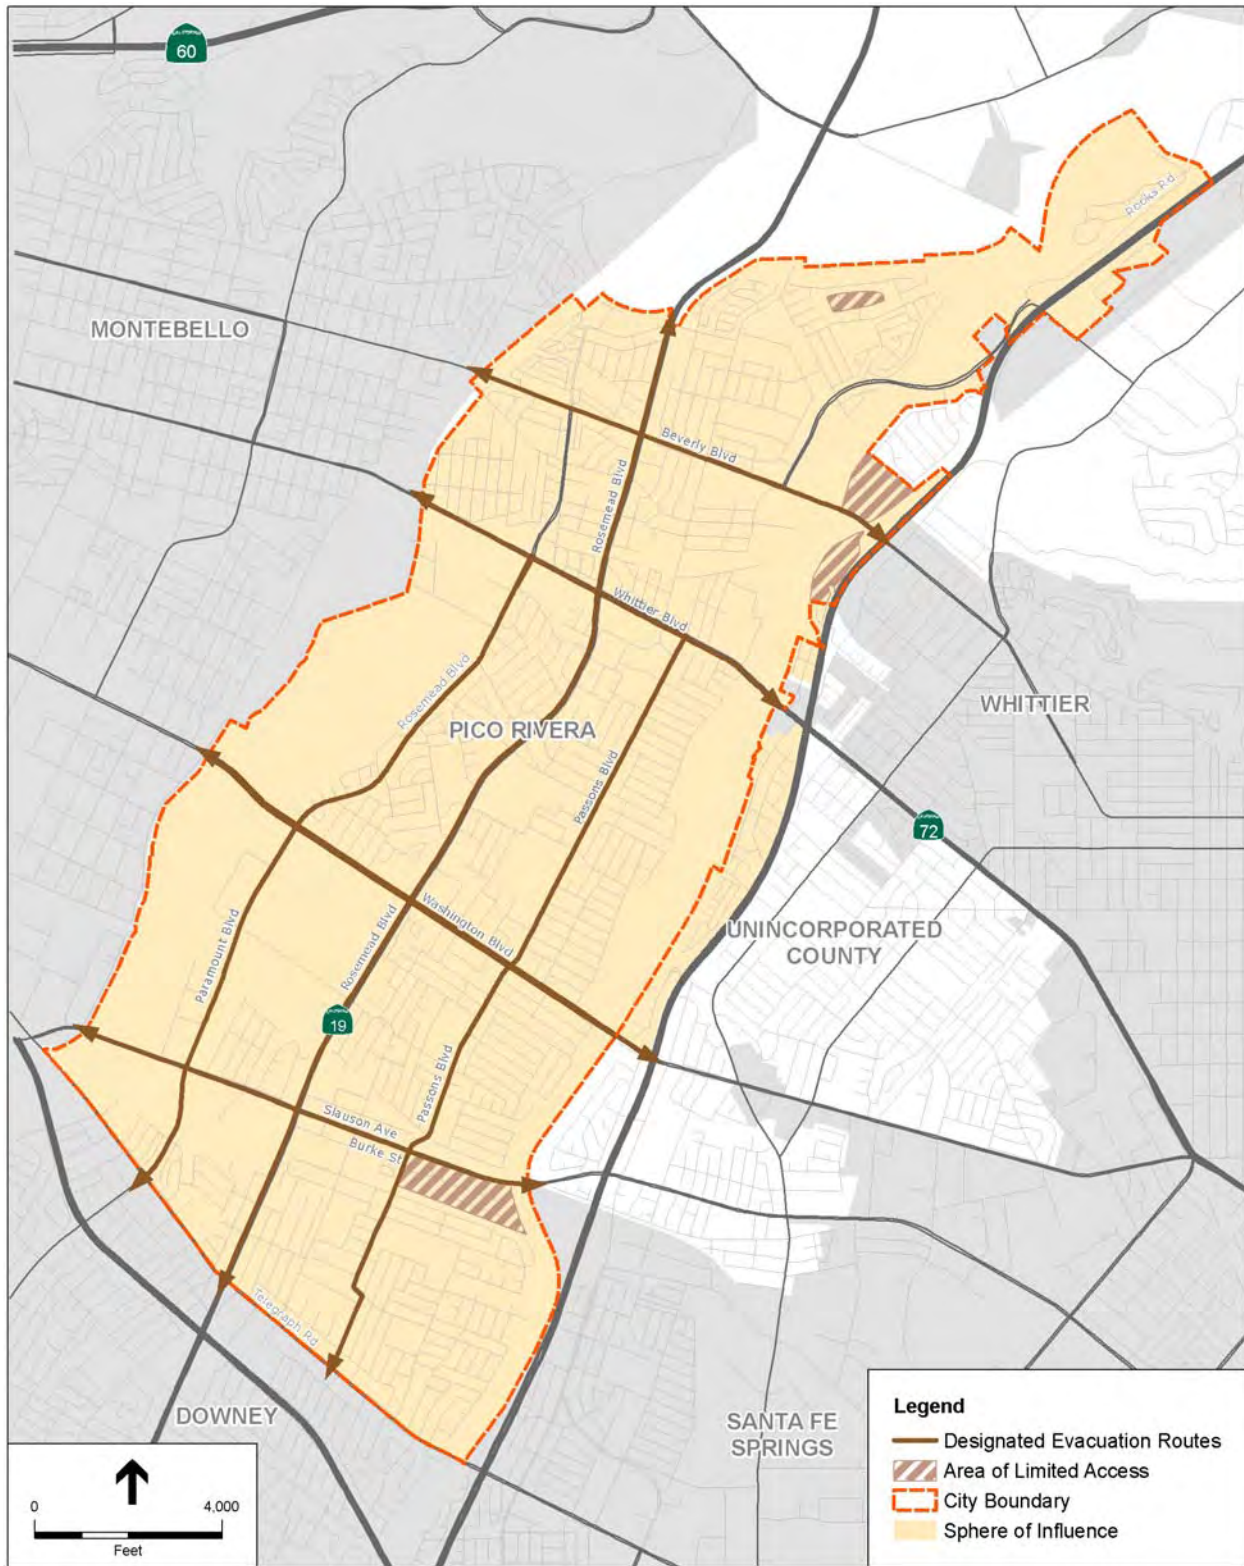 60
Rooks Rd
MONTEBELLO
Beverly Blvd
Rosemead Blvd
Whittier Blvd
Rosemead Blvd
WHITTIER
PICO RIVERA
Passons Blvd
72
Washington Blvd
UNINCORPORATED
COUNTY
Paramount Blvd
Rosemead Blvd
19
Passons Blvd
Slauson Ave
Burke St
Telegraph Rd
DOWNEY
SANTA FE
SPRINGS
Legend
Designated Evacuation Routes
Area of Limited Access
City Boundary
Sphere of Influence
0
4,000
Feet